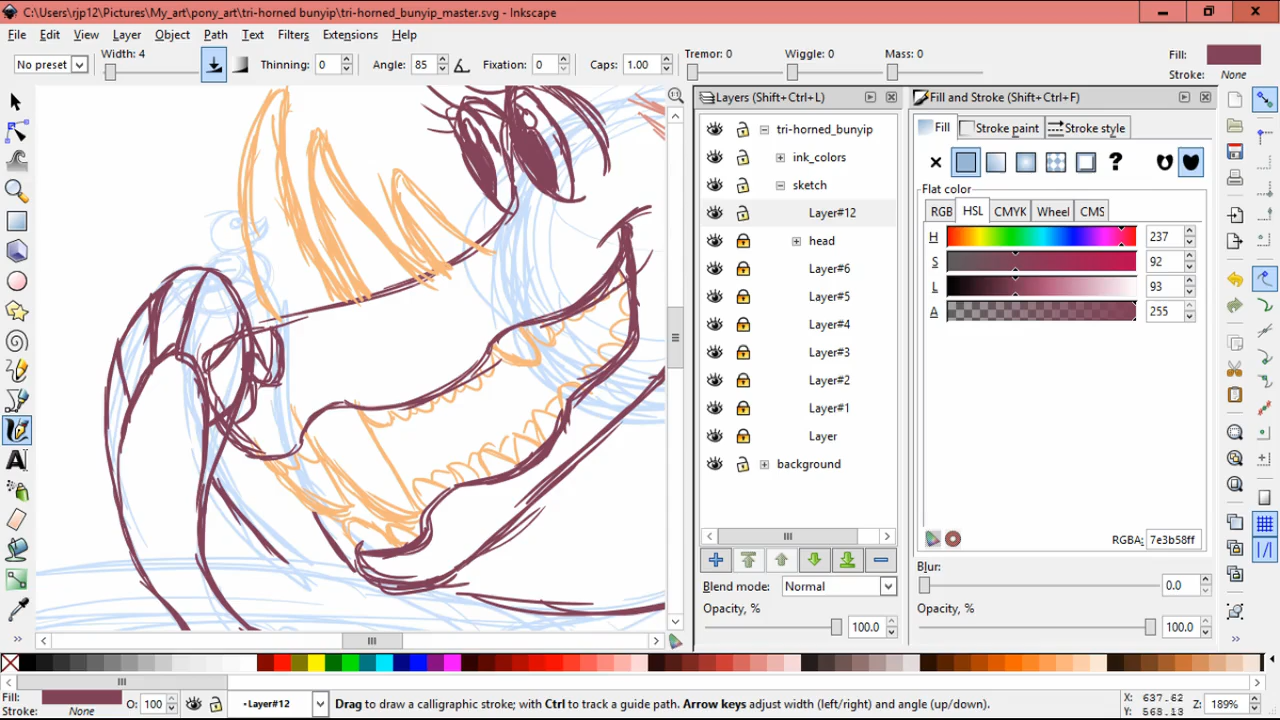 C:\Users\rjp12\Pictures\My_art\pony_art\tri-horned bunyip\tri-horned_bunyip_master.svg - Inkscape
File Edit View Layer Object Path Text Filters Extensions Help
No preset Width: 4 Thinning: 0 Angle: 85 Fixation: 0 Caps: 1.00 Tremor: 0 Wiggle: 0 Mass: 0 Fill: Stroke: None
Layers (Shift+Ctrl+L)
tri-horned_bunyip
ink_colors
sketch
Layer#12
head
Layer#6
Layer#5
Layer#4
Layer#3
Layer#2
Layer#1
Layer
background
Blend mode: Normal
Opacity, % 100.0
Fill and Stroke (Shift+Ctrl+F)
Fill Stroke paint Stroke style
?
Flat color
RGB HSL CMYK Wheel CMS
H 237
S 92
L 93
A 255
RGBA: 7e3b58ff
Blur:
0.0
Opacity, %
100.0
Fill:
Stroke: None
O: 100
•Layer#12
Drag to draw a calligraphic stroke; with Ctrl to track a guide path. Arrow keys adjust width (left/right) and angle (up/down).
X: 637.62
Y: 568.13
Z: 189%